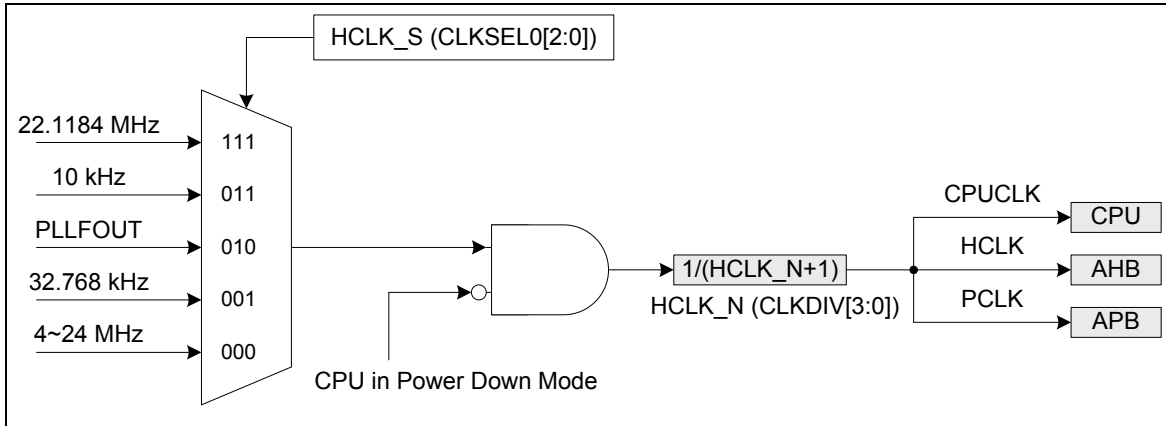 HCLK_S (CLKSEL0[2:0])
22.1184 MHz
111
10 kHz
011
PLLFOUT
010
32.768 kHz
001
4~24 MHz
000
CPU in Power Down Mode
1/(HCLK_N+1)
HCLK_N (CLKDIV[3:0])
CPUCLK
CPU
HCLK
AHB
PCLK
APB